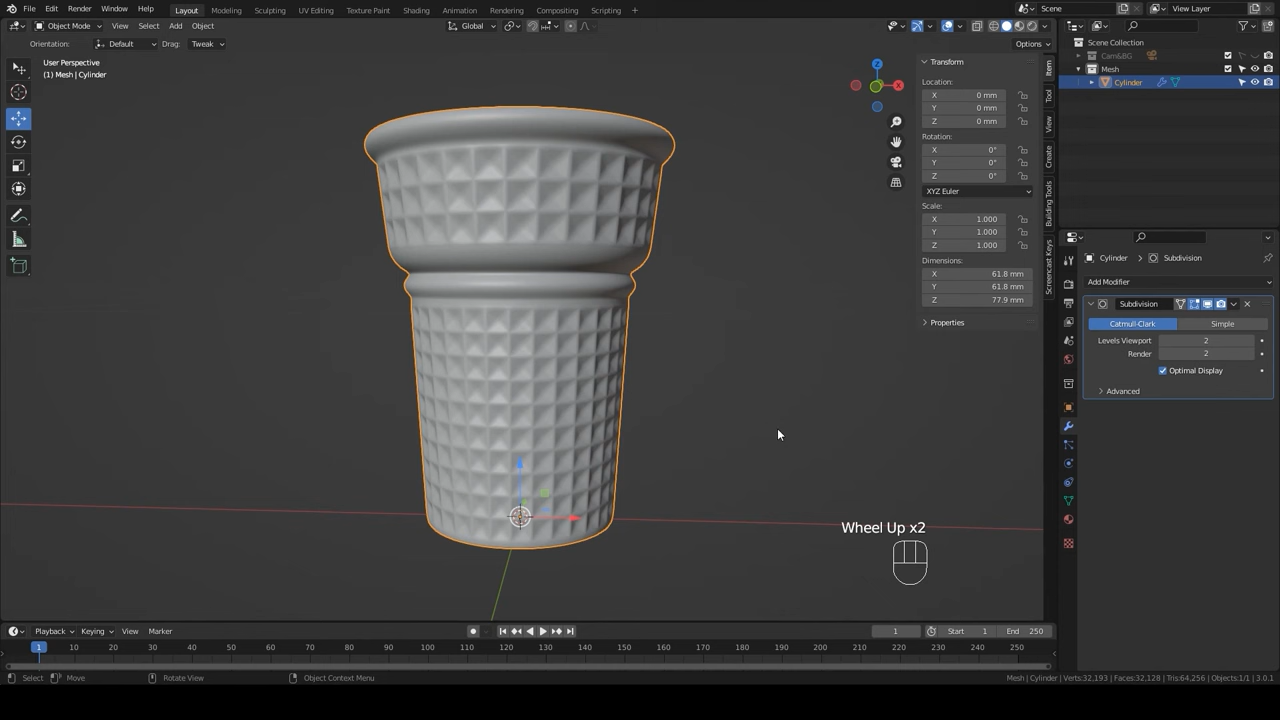 File Edit Render Window Help Layout Modeling Sculpting UV Editing Texture Paint Shading Animation Rendering Compositing Scripting + Scene View Layer
Object Mode View Select Add Object Global Options
Orientation: Default Drag: Tweak
User Perspective
(1) Mesh | Cylinder
Z
X
Transform
Location:
X 0 mm
Y 0 mm
Z 0 mm
Rotation:
X 0°
Y 0°
Z 0°
XYZ Euler
Scale:
X 1.000
Y 1.000
Z 1.000
Dimensions:
X 61.8 mm
Y 61.8 mm
Z 77.9 mm
Properties
Item
Tool
View
Create
Building Tools
Screencast Keys
Scene Collection
Cam&BG
Mesh
Cylinder
Cylinder Subdivision
Add Modifier
Subdivision
Catmull-Clark Simple
Levels Viewport 2
Render 2
Optimal Display
Advanced
Wheel Up x2
Playback Keying View Marker 1 Start 1 End 250
1 10 20 30 40 50 60 70 80 90 100 110 120 130 140 150 160 170 180 190 200 210 220 230 240 250
Select Move Rotate View Object Context Menu Mesh | Cylinder | Verts:32,193 | Faces:32,128 | Tris:64,256 | Objects:1/1 | 3.0.1